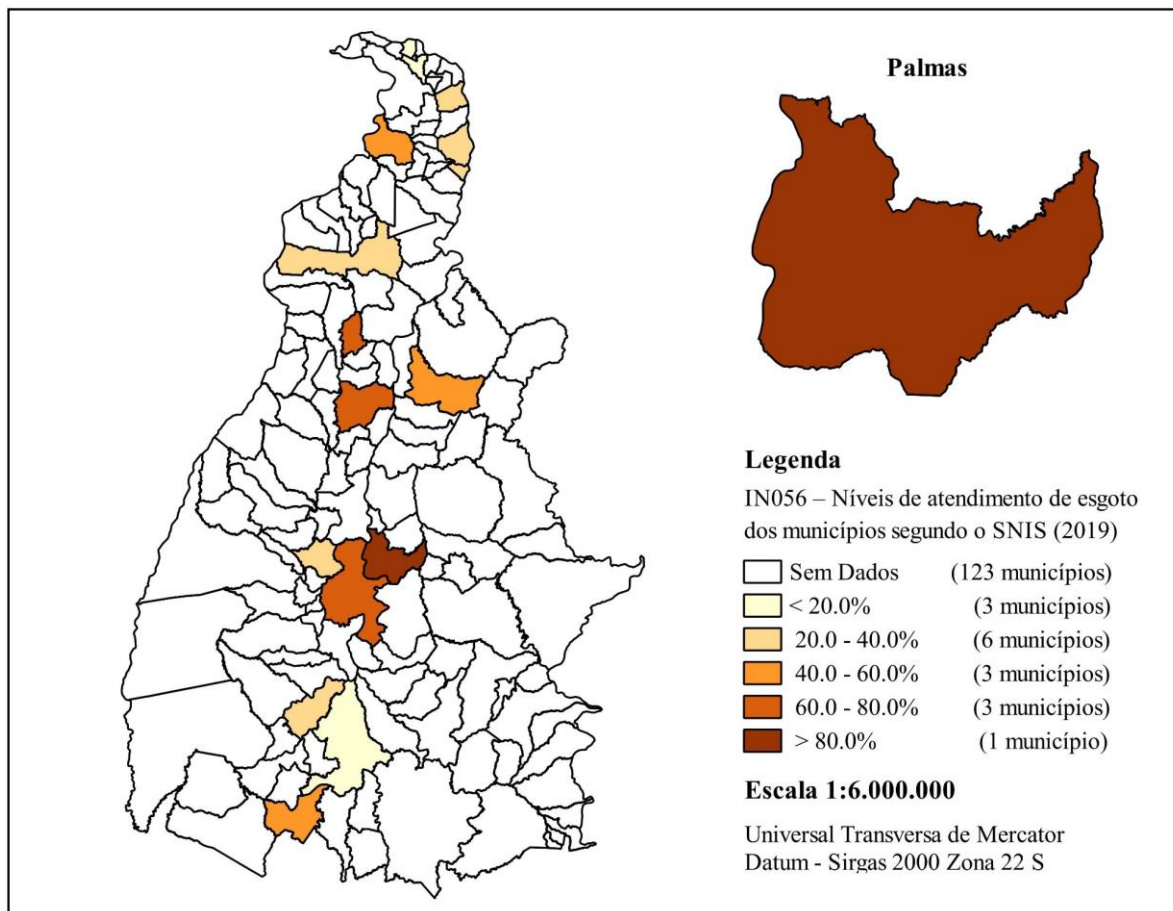 Palmas
Legenda
IN056 – Níveis de atendimento de esgoto
dos municípios segundo o SNIS (2019)
Sem Dados (123 municípios)
< 20.0% (3 municípios)
20.0 - 40.0% (6 municípios)
40.0 - 60.0% (3 municípios)
60.0 - 80.0% (3 municípios)
> 80.0% (1 município)
Escala 1:6.000.000
Universal Transversa de Mercator
Datum - Sirgas 2000 Zona 22 S